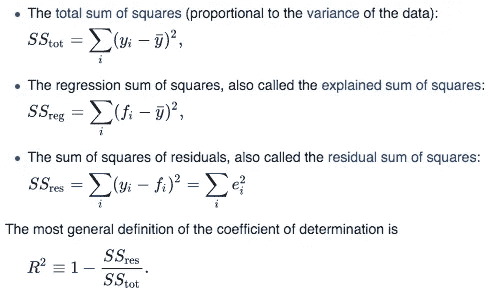 • The total sum of squares (proportional to the variance of the data):
SS_tot = ∑_i (y_i − ȳ)²,
• The regression sum of squares, also called the explained sum of squares:
SS_reg = ∑_i (f_i − ȳ)²,
• The sum of squares of residuals, also called the residual sum of squares:
SS_res = ∑_i (y_i − f_i)² = ∑_i e_i²
The most general definition of the coefficient of determination is
R² ≡ 1 − SS_res / SS_tot.